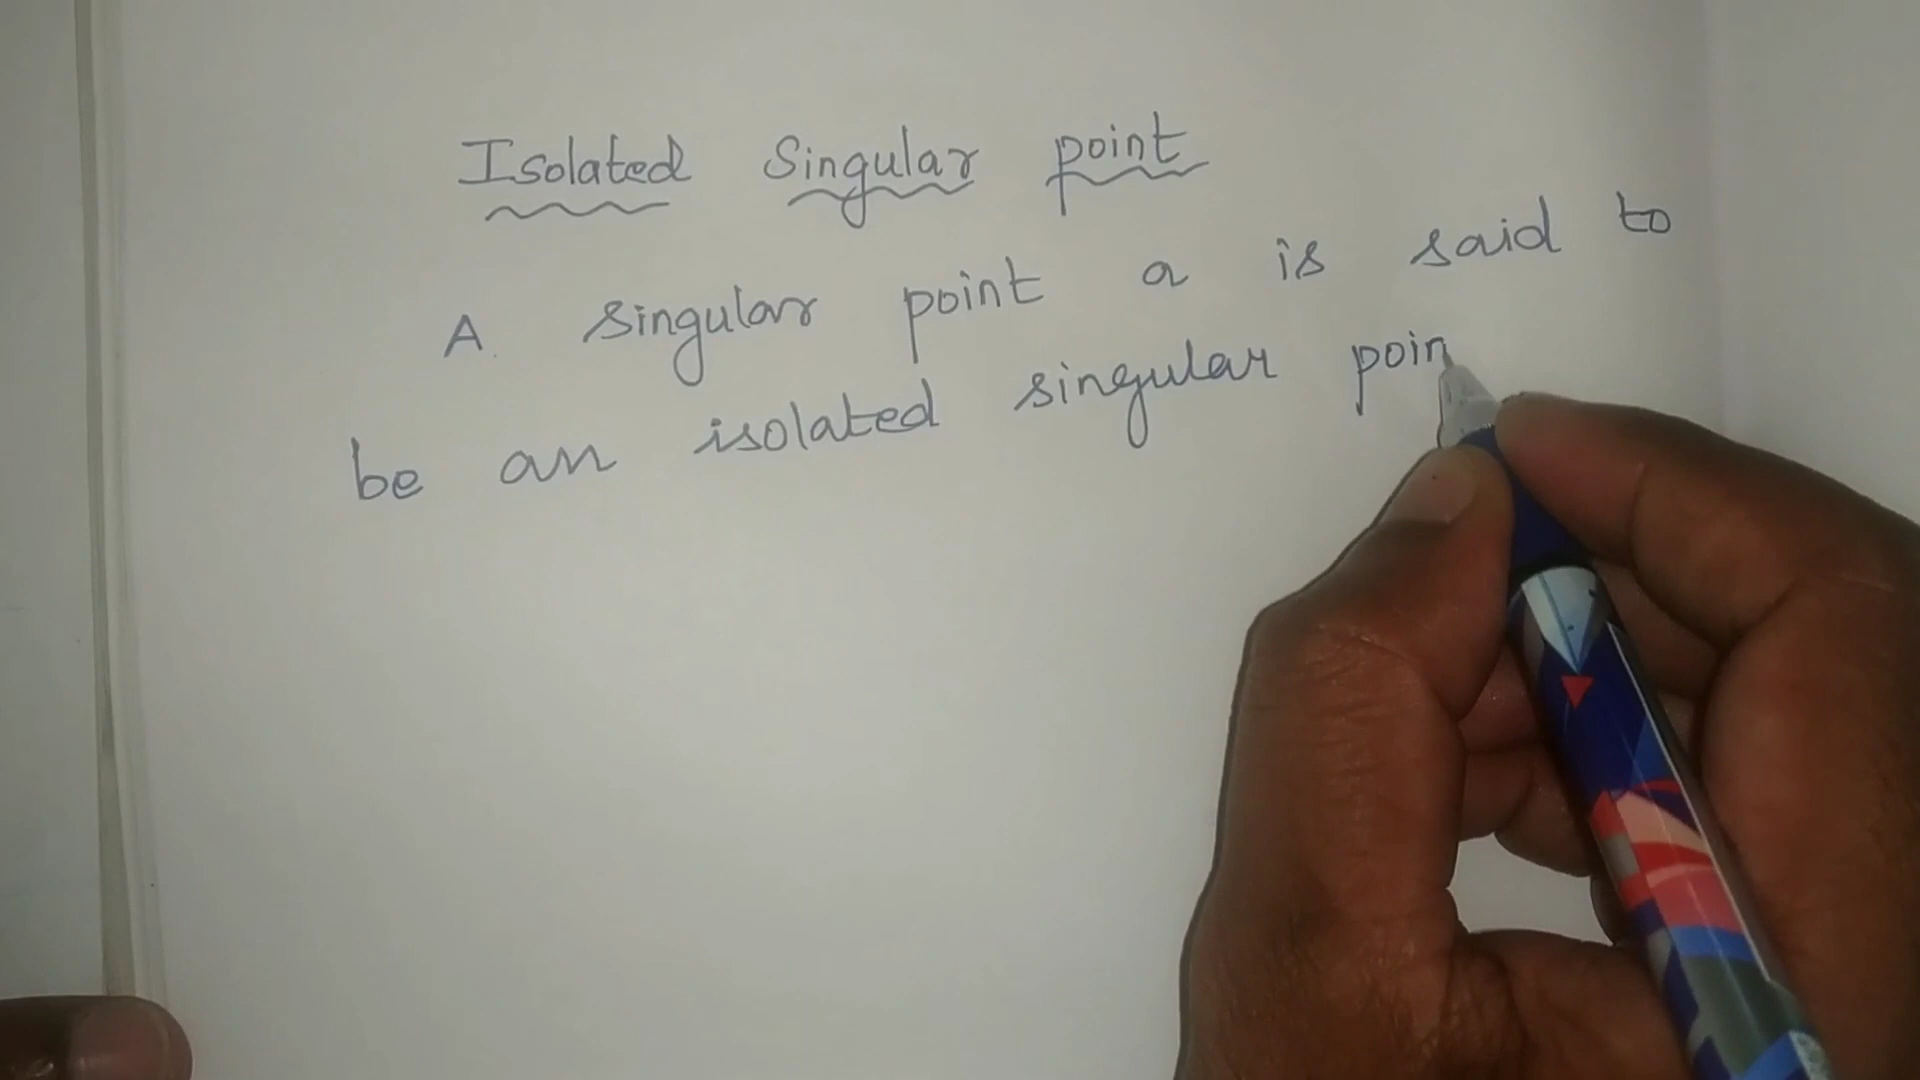 Isolated Singular point
A singular point a is said to
be an isolated singular poin